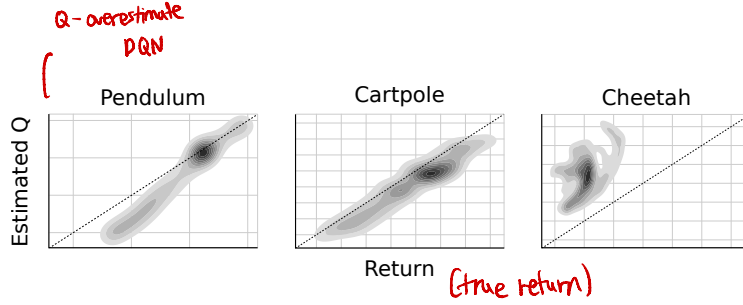 Q-overestimate
DQN
Pendulum
Cartpole
Cheetah
Estimated Q
Return
(true return)